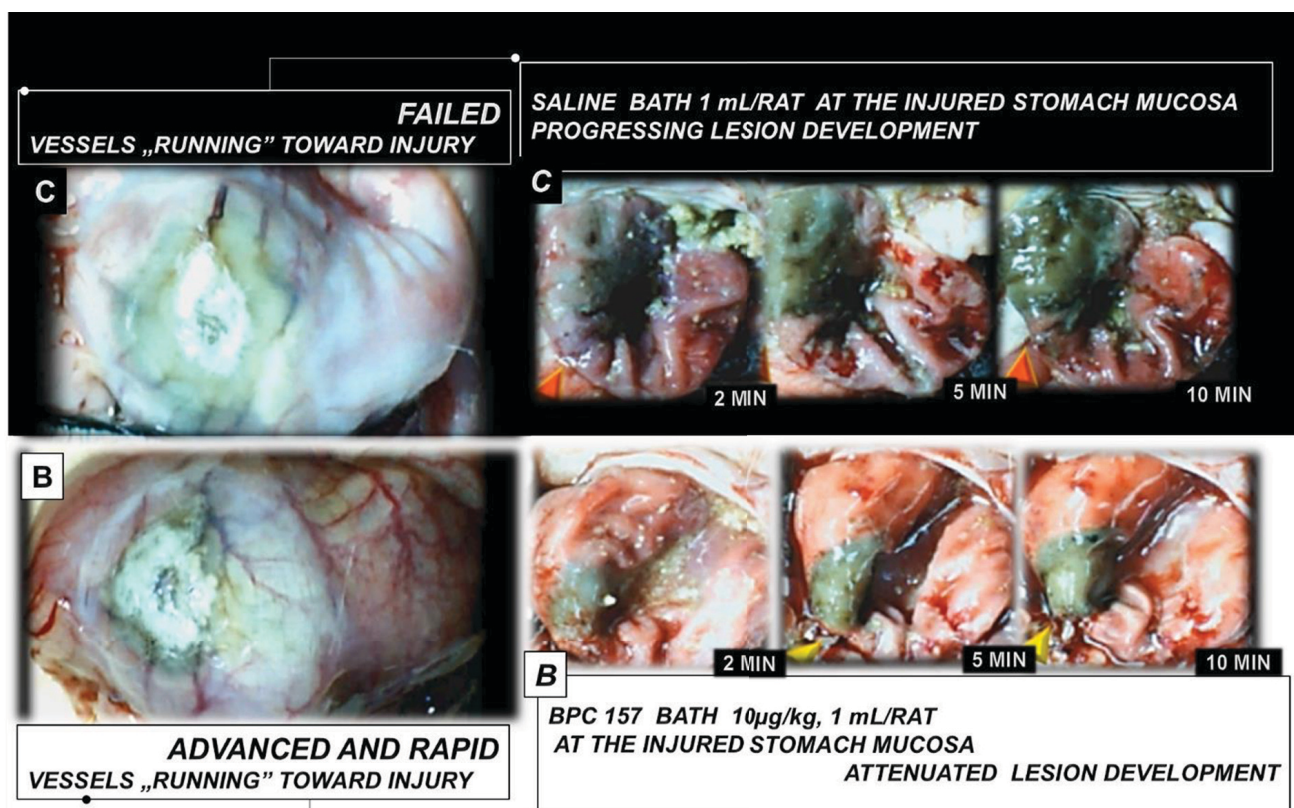 FAILED
VESSELS „RUNNING” TOWARD INJURY
SALINE BATH 1 mL/RAT AT THE INJURED STOMACH MUCOSA
PROGRESSING LESION DEVELOPMENT
C
C
2 MIN
5 MIN
10 MIN
B
2 MIN
5 MIN
10 MIN
B
ADVANCED AND RAPID
VESSELS „RUNNING” TOWARD INJURY
BPC 157 BATH 10µg/kg, 1 mL/RAT
AT THE INJURED STOMACH MUCOSA
ATTENUATED LESION DEVELOPMENT